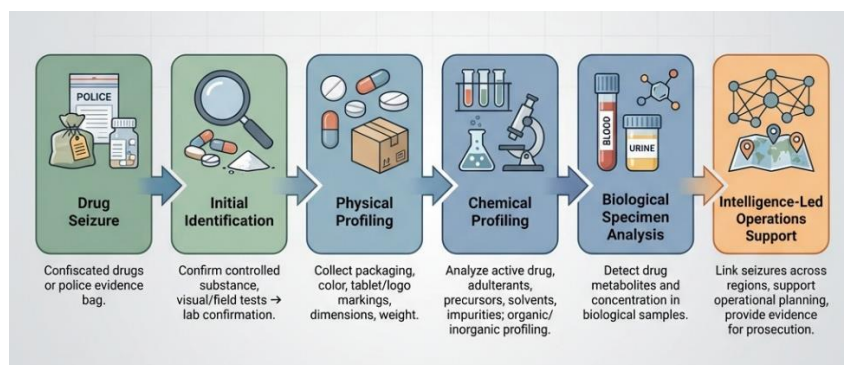 POLICE
BLOOD
URINE
Drug
Seizure
Initial
Identification
Physical
Profiling
Chemical
Profiling
Biological
Specimen
Analysis
Intelligence-Led
Operations
Support
Confiscated drugs
or police evidence
bag.
Confirm controlled
substance,
visual/field tests →
lab confirmation.
Collect packaging,
color, tablet/logo
markings,
dimensions, weight.
Analyze active drug,
adulterants,
precursors, solvents,
impurities; organic/
inorganic profiling.
Detect drug
metabolites and
concentration in
biological samples.
Link seizures across
regions, support
operational planning,
provide evidence
for prosecution.